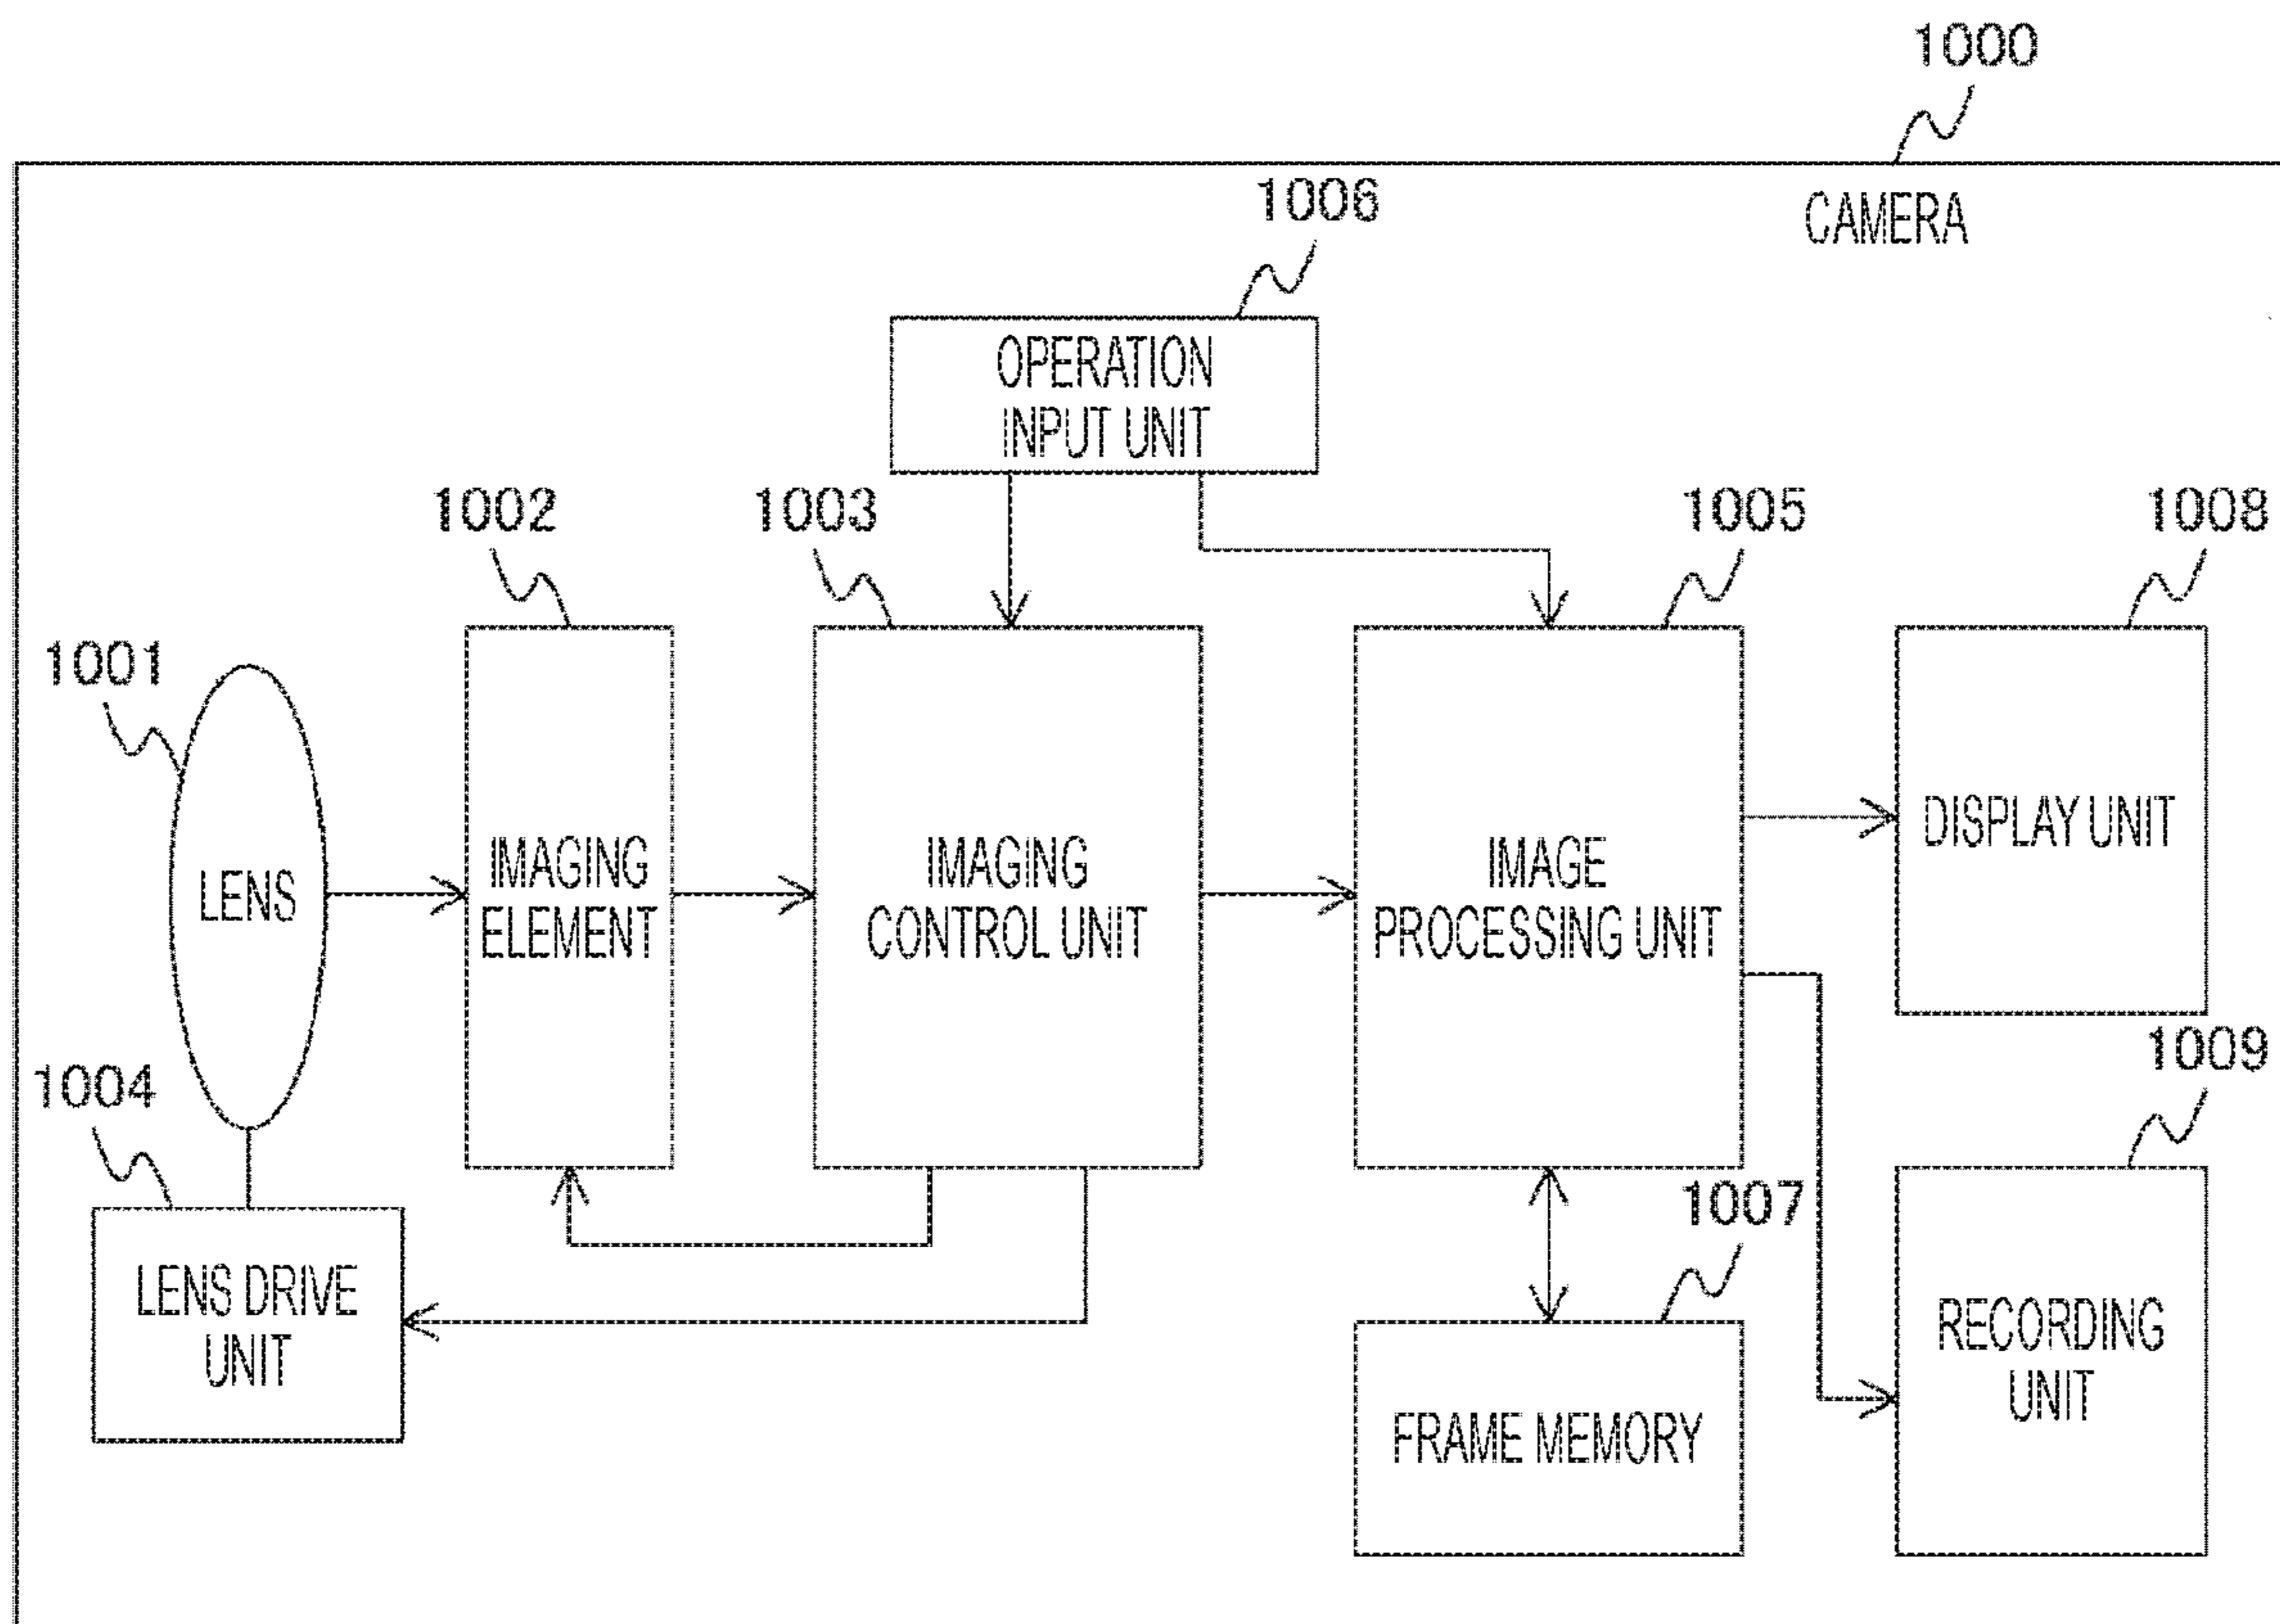 1000
CAMERA
1006
OPERATION
INPUT UNIT
1002
1003
1005
1008
1001
LENS
IMAGING
ELEMENT
IMAGING
CONTROL UNIT
IMAGE
PROCESSING UNIT
DISPLAY UNIT
1004
LENS DRIVE
UNIT
1007
FRAME MEMORY
1009
RECORDING
UNIT